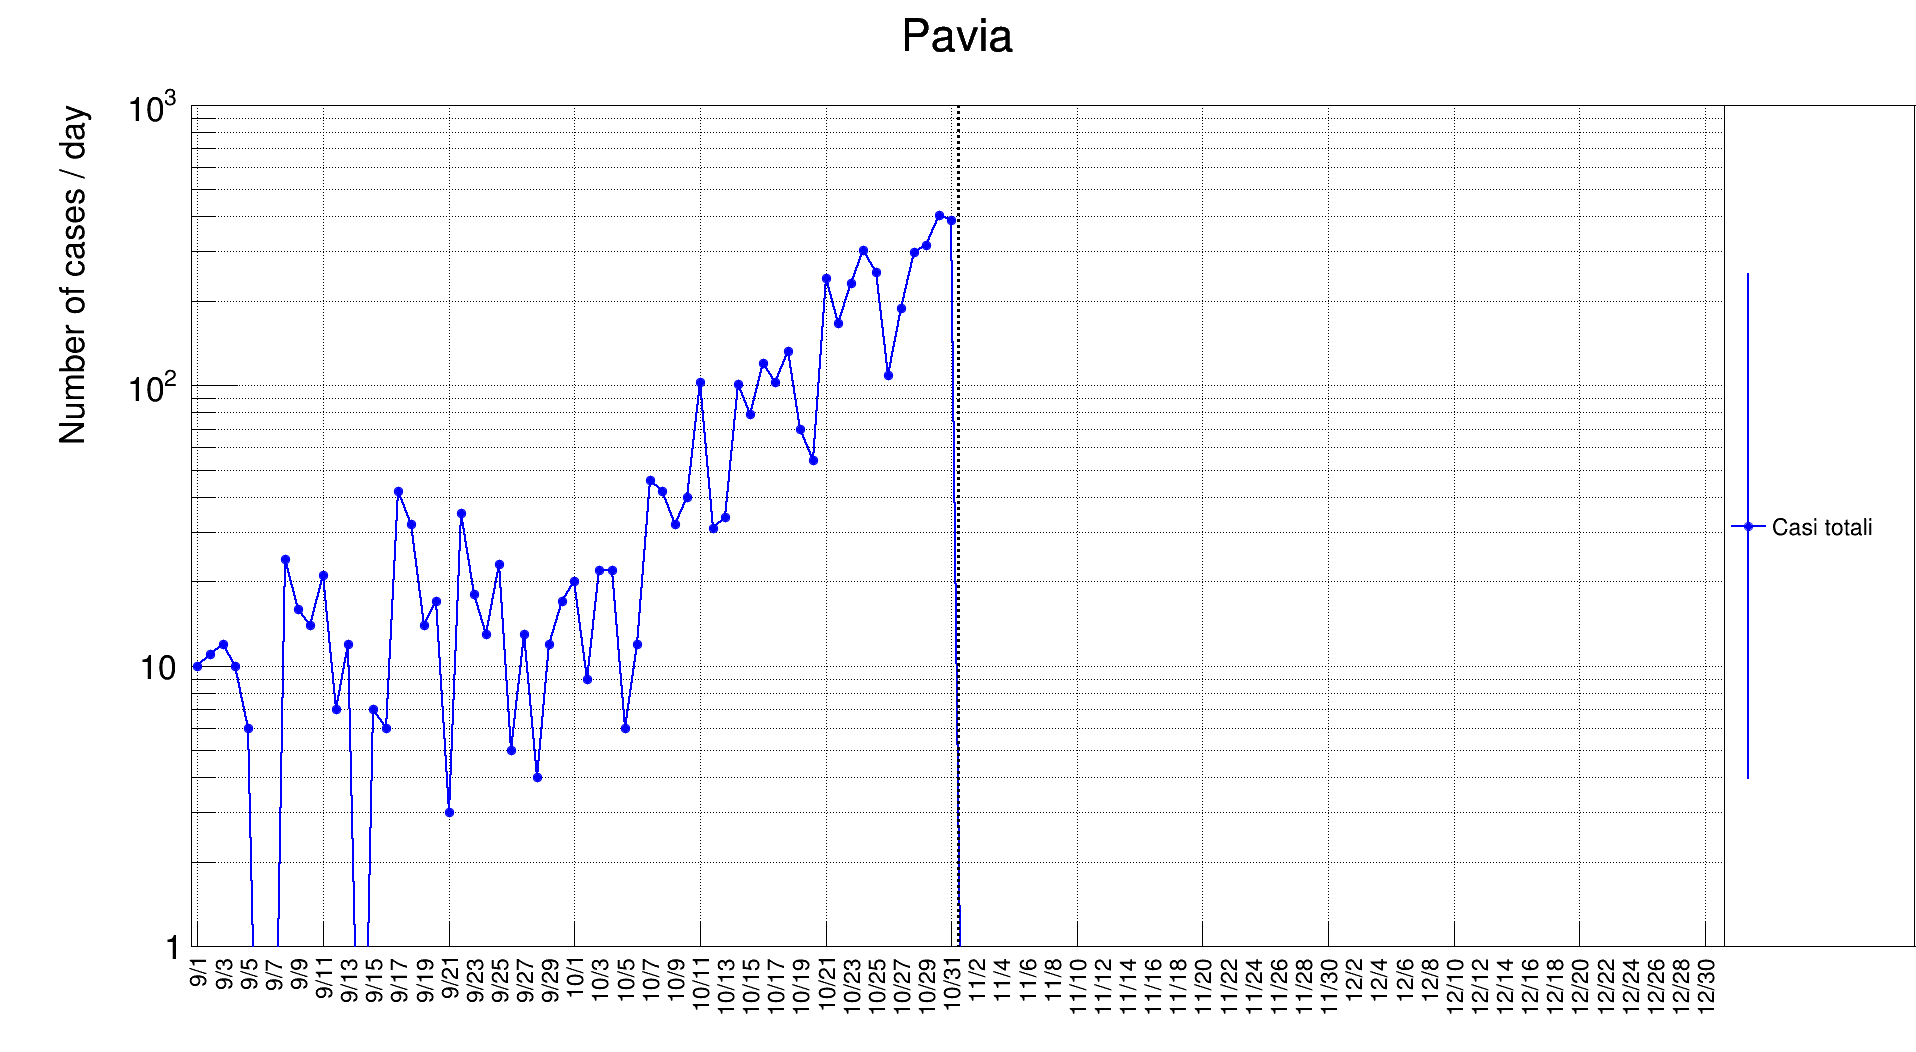 Pavia
Number of cases / day
10³
10²
10
1
9/1 9/3 9/5 9/7 9/9 9/11 9/13 9/15 9/17 9/19 9/21 9/23 9/25 9/27 9/29 10/1 10/3 10/5 10/7 10/9 10/11 10/13 10/15 10/17 10/19 10/21 10/23 10/25 10/27 10/29 10/31 11/2 11/4 11/6 11/8 11/10 11/12 11/14 11/16 11/18 11/20 11/22 11/24 11/26 11/28 11/30 12/2 12/4 12/6 12/8 12/10 12/12 12/14 12/16 12/18 12/20 12/22 12/24 12/26 12/28 12/30
Casi totali